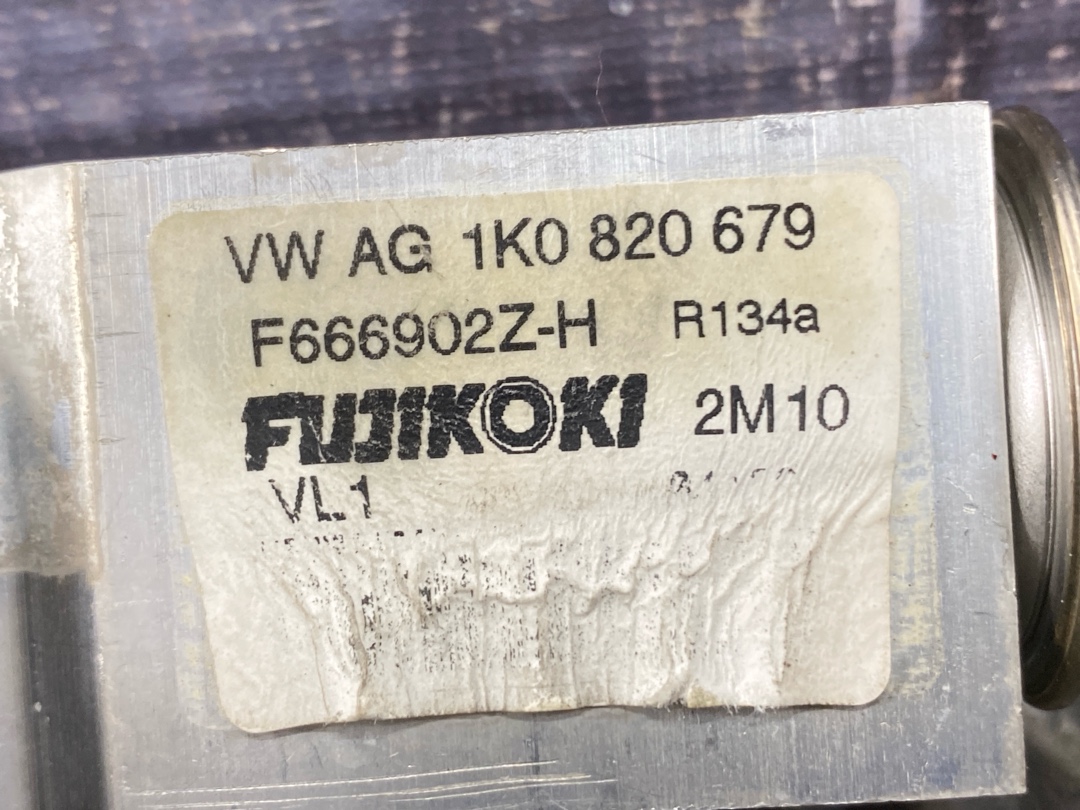 VW AG 1K0 820 679
F666902Z-H R134a
FUJIKOKI 2M10
VL1